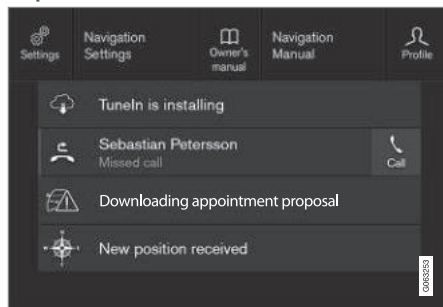 Navigation
Settings
Settings
Owner's
manual
Navigation
Manual
Profile
TuneIn is installing
Sebastian Petersson
Missed call
Call
Downloading appointment proposal
New position received
G063253